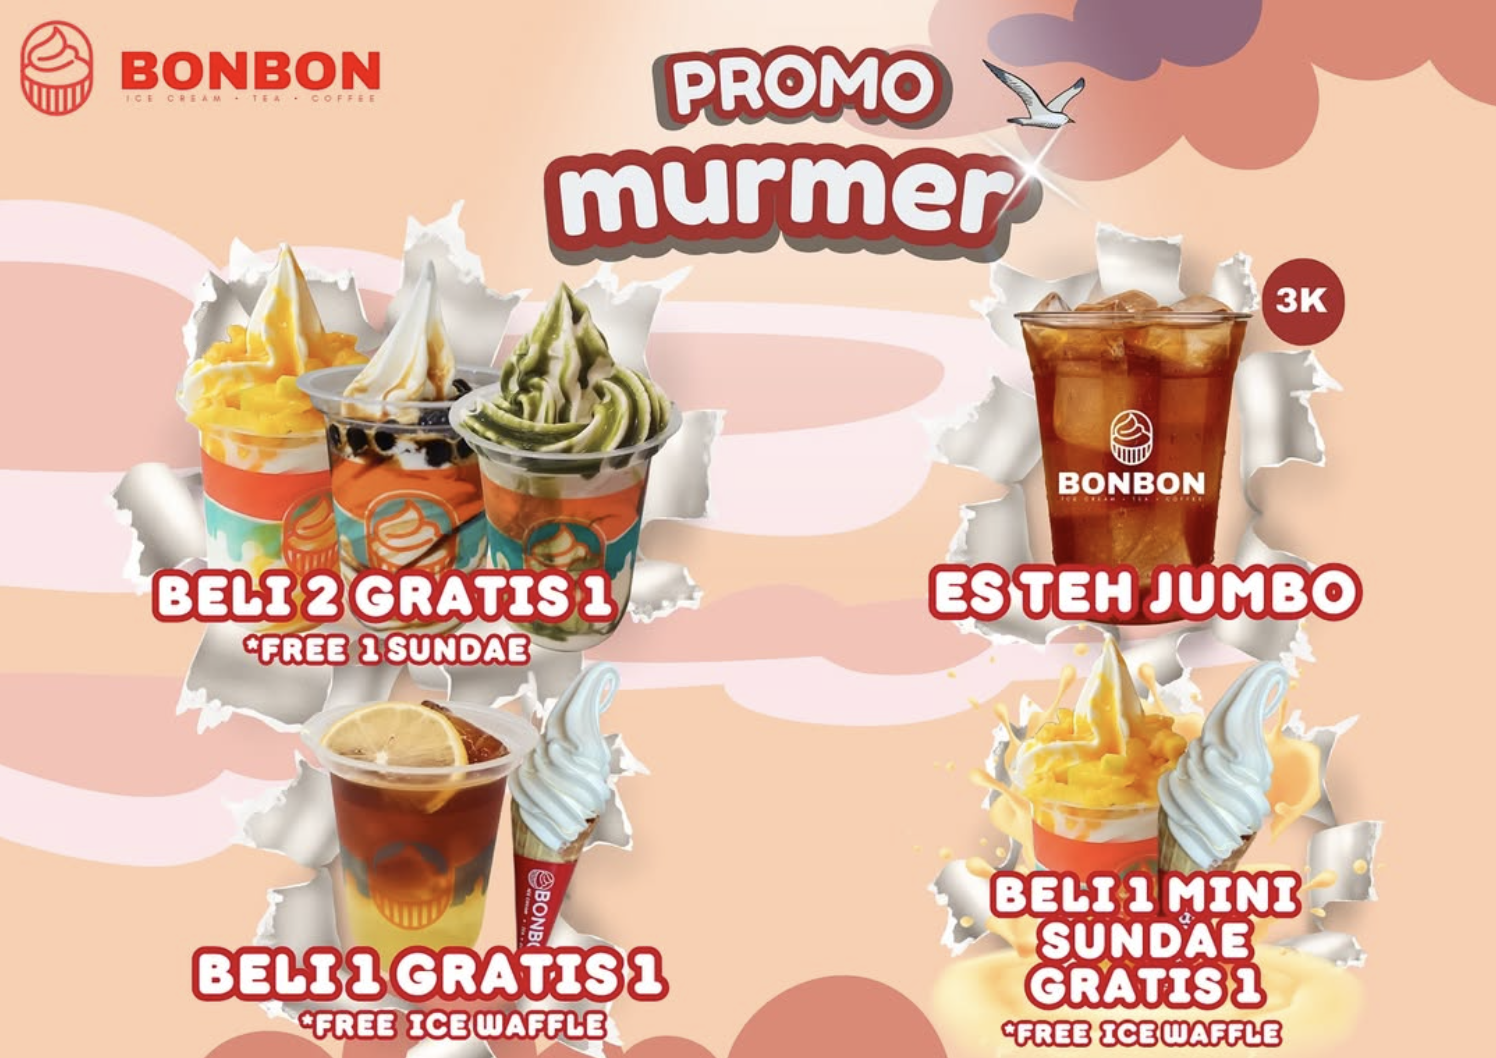 BONBON
ICE CREAM • TEA • COFFEE
PROMO
murmer
3K
BONBON
ICE CREAM • TEA • COFFEE
BELI 2 GRATIS 1
*FREE 1 SUNDAE
ES TEH JUMBO
BONBO
BELI 1 GRATIS 1
*FREE ICE WAFFLE
BELI 1 MINI
SUNDAE
GRATIS 1
*FREE ICE WAFFLE